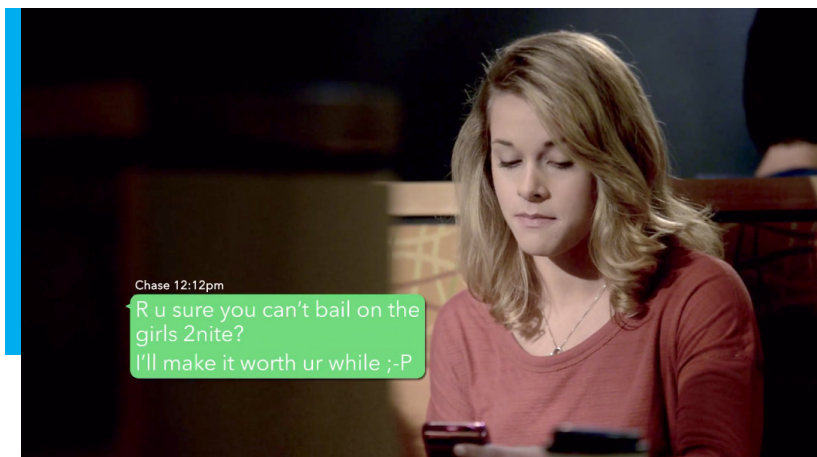 Chase 12:12pm
R u sure you can't bail on the
girls 2nite?
I'll make it worth ur while ;-P